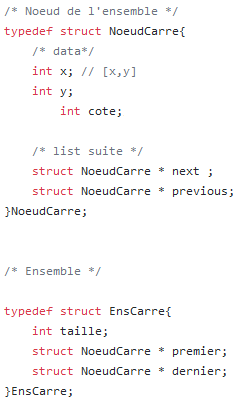 /* Noeud de l'ensemble */
typedef struct NoeudCarre{
    /* data*/
    int x; // [x,y]
    int y;
        int cote;

    /* list suite */
    struct NoeudCarre * next ;
    struct NoeudCarre * previous;
}NoeudCarre;


/* Ensemble */

typedef struct EnsCarre{
    int taille;
    struct NoeudCarre * premier;
    struct NoeudCarre * dernier;
}EnsCarre;